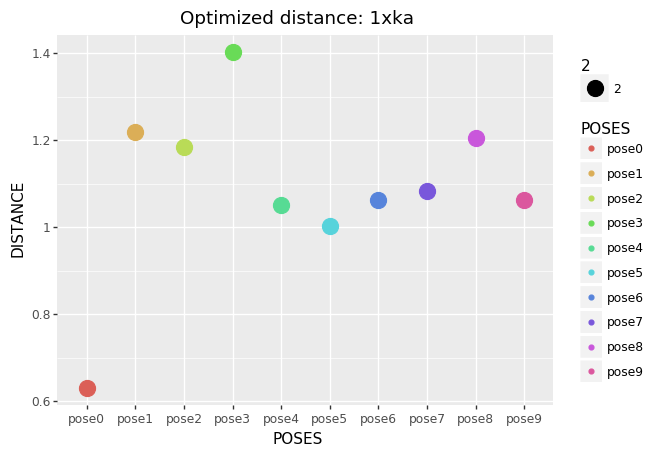 Optimized distance: 1xka
DISTANCE
1.4
1.2
1
0.8
0.6
pose0 pose1 pose2 pose3 pose4 pose5 pose6 pose7 pose8 pose9
POSES
2
2
POSES
pose0
pose1
pose2
pose3
pose4
pose5
pose6
pose7
pose8
pose9